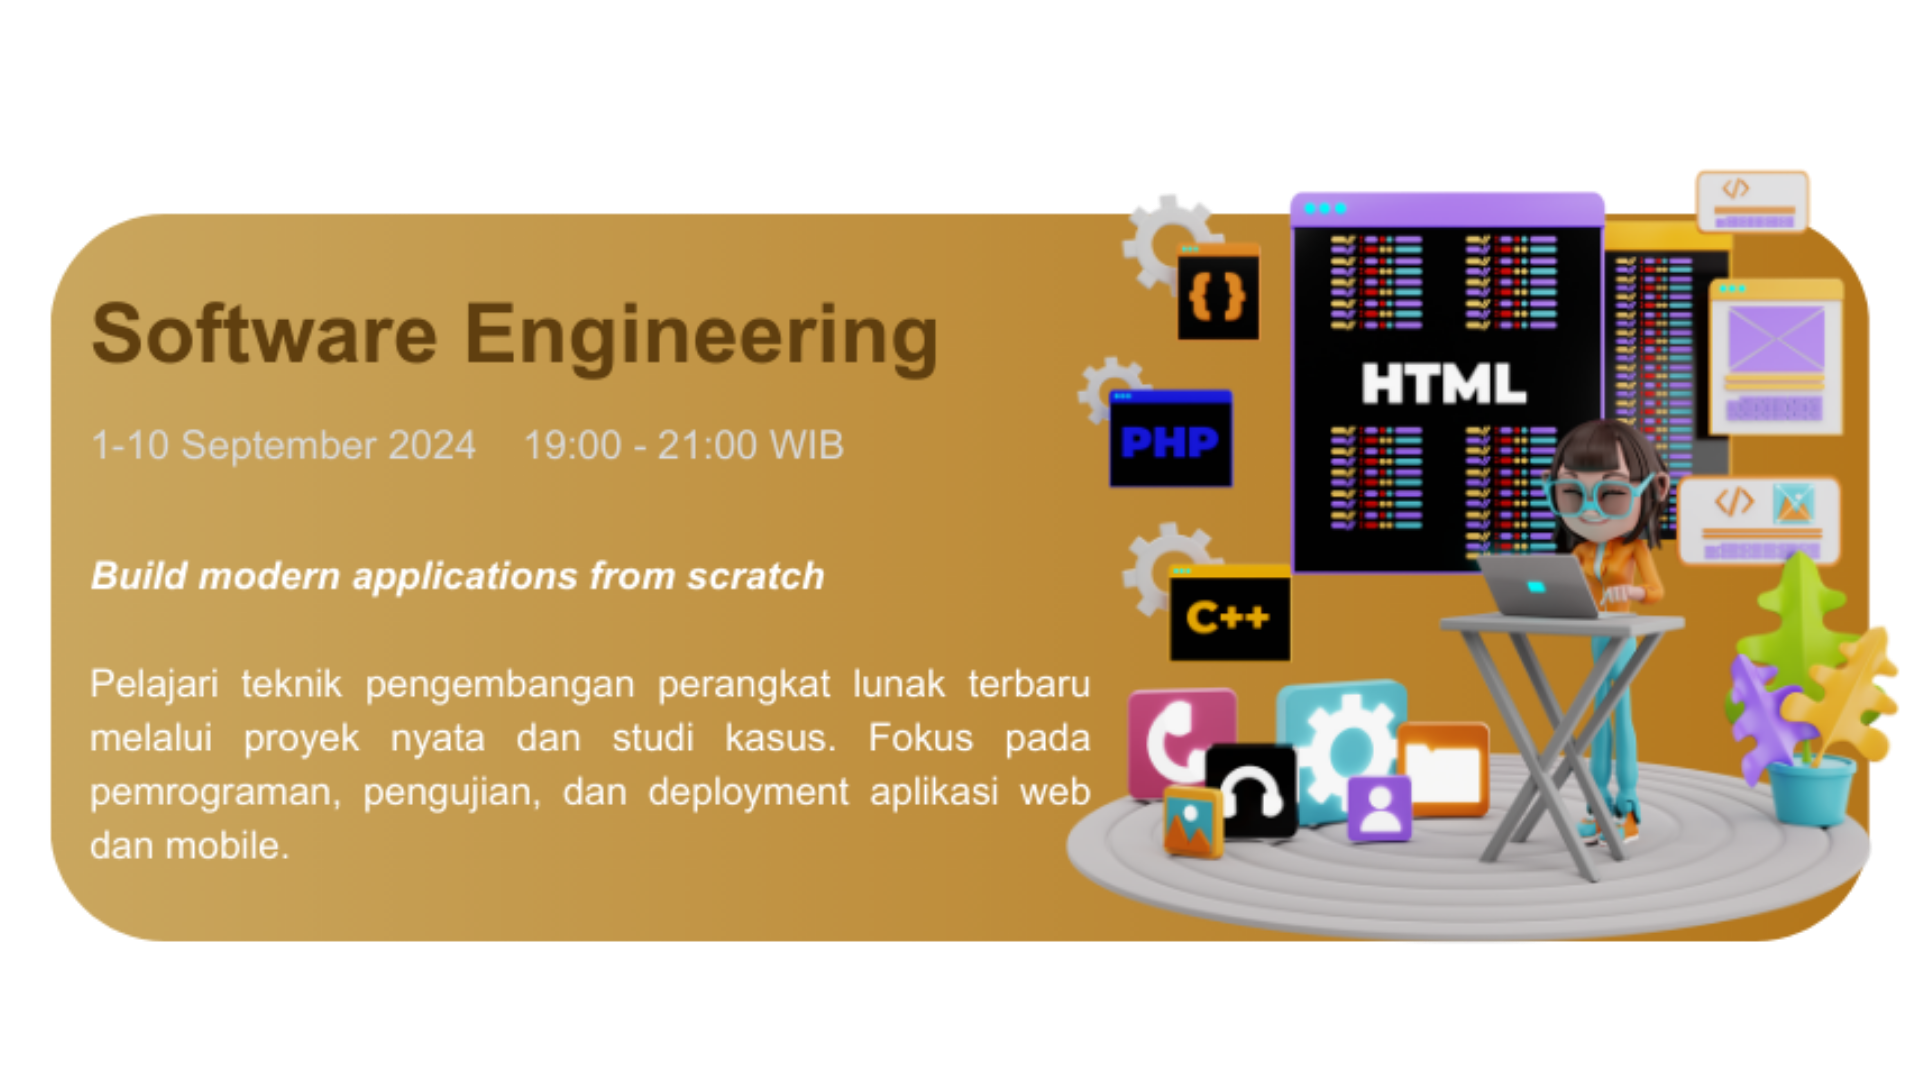 Software Engineering
1-10 September 2024 19:00 - 21:00 WIB
Build modern applications from scratch
Pelajari teknik pengembangan perangkat lunak terbaru
melalui proyek nyata dan studi kasus. Fokus pada
pemrograman, pengujian, dan deployment aplikasi web
dan mobile.
{ }
HTML
PHP
C++
</>
</>